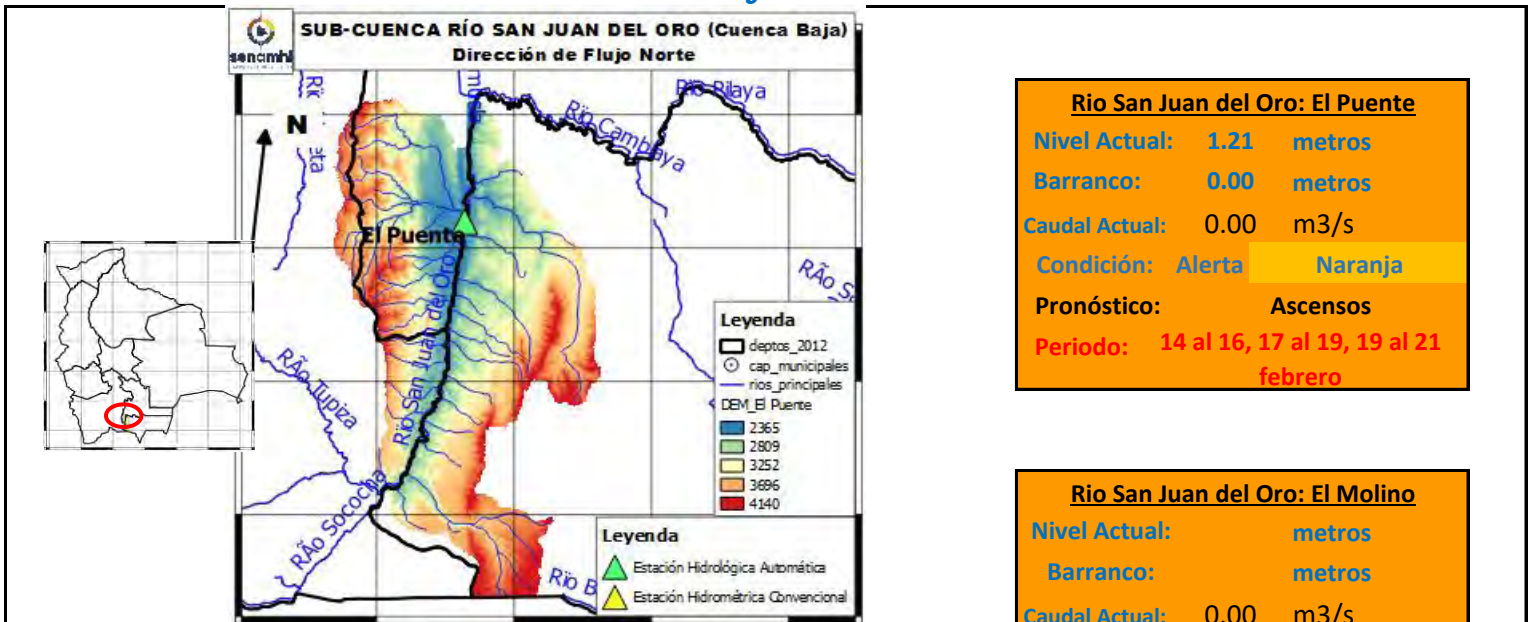 SUB-CUENCA RÍO SAN JUAN DEL ORO (Cuenca Baja)
Dirección de Flujo Norte
senamhi
N
Río Pilaya
Río Camblaya
El Puente
Río San Juan del Oro
RÃo Tupiza
RÃo Sococha
RÃo S
Río B
Leyenda
deptos_2012
cap_municipales
rios_principales
DEM_El Puente
2365
2809
3252
3696
4140
Leyenda
Estación Hidrológica Automática
Estación Hidrométrica Convencional
Rio San Juan del Oro: El Puente
Nivel Actual: 1.21 metros
Barranco: 0.00 metros
Caudal Actual: 0.00 m3/s
Condición: Alerta Naranja
Pronóstico: Ascensos
Periodo: 14 al 16, 17 al 19, 19 al 21
febrero
Rio San Juan del Oro: El Molino
Nivel Actual: metros
Barranco: metros
Caudal Actual: 0.00 m3/s